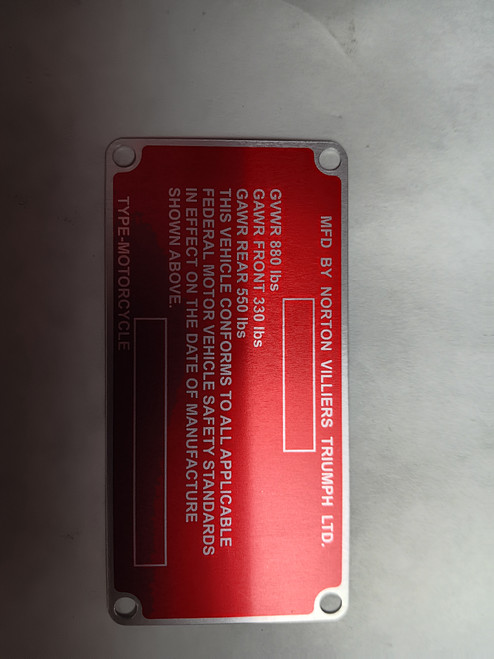 MFD BY NORTON VILLIERS TRIUMPH LTD.
GVWR 880 lbs
GAWR FRONT 330 lbs
GAWR REAR 550 lbs
THIS VEHICLE CONFORMS TO ALL APPLICABLE
FEDERAL MOTOR VEHICLE SAFETY STANDARDS
IN EFFECT ON THE DATE OF MANUFACTURE
SHOWN ABOVE.
TYPE-MOTORCYCLE